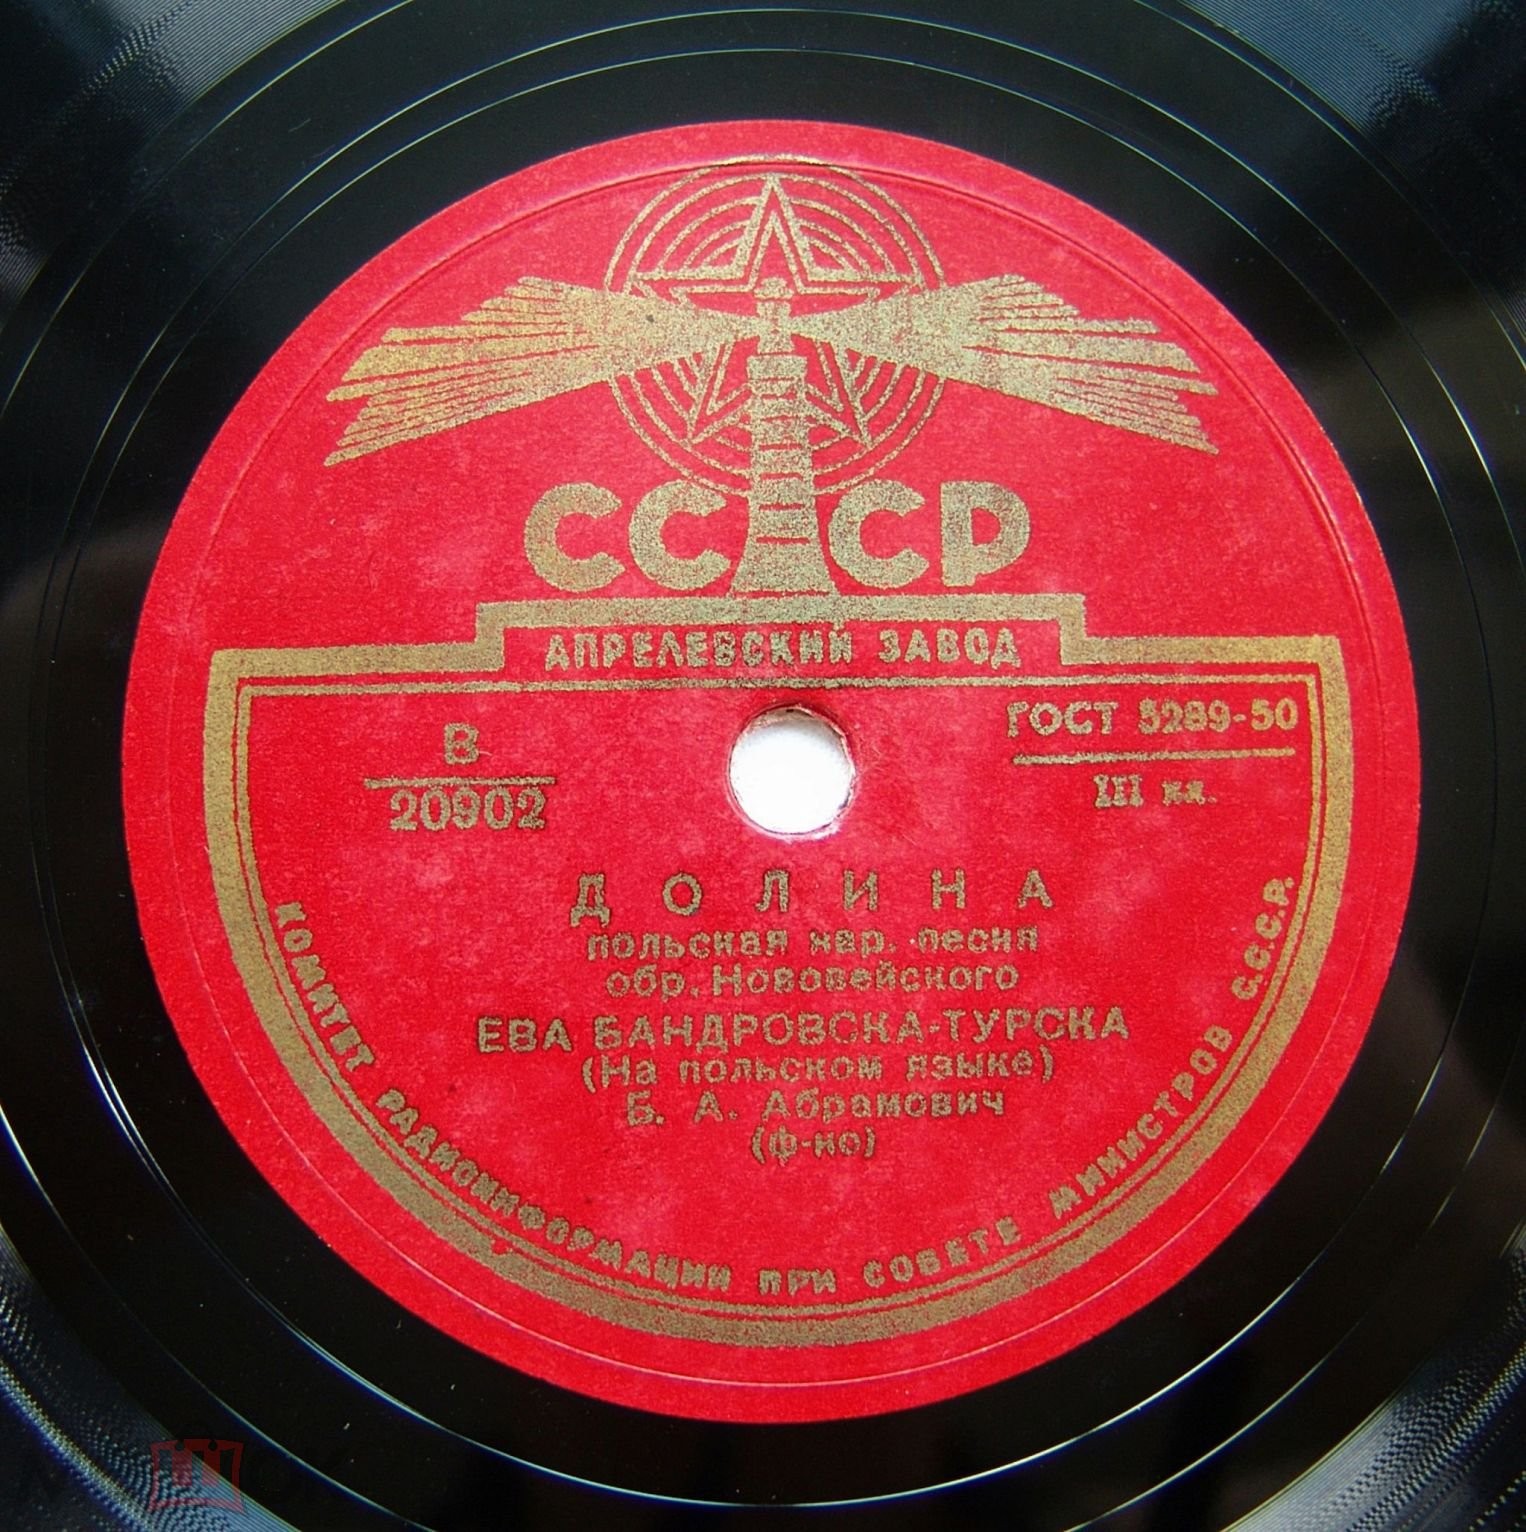 СССР
АПРЕЛЕВСКИЙ ЗАВОД
ГОСТ 5289-50
III кл.
В
20902
ДОЛИНА
польская нар. песня
обр. Нововейского
ЕВА БАНДРОВСКА-ТУРСКА
(На польском языке)
Б. А. Абрамович
(ф-но)
КОМИТЕТ РАДИОИНФОРМАЦИИ ПРИ СОВЕТЕ МИНИСТРОВ С.С.С.Р.